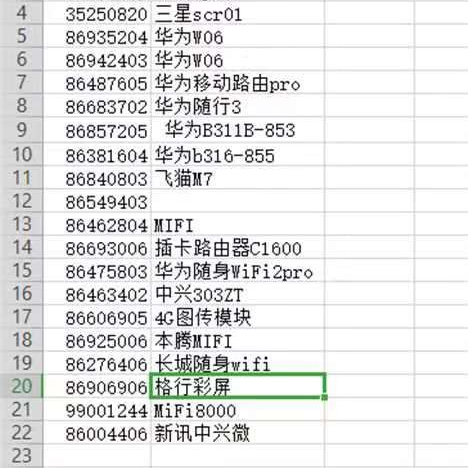 4 35250820 三星scr01
5 86935204 华为W06
6 86942403 华为W06
7 86487605 华为移动路由pro
8 86683702 华为随行3
9 86857205 华为B311B-853
10 86381604 华为b316-855
11 86840803 飞猫M7
12 86549403
13 86462804 MIFI
14 86693006 插卡路由器C1600
15 86475803 华为随身WiFi2pro
16 86463402 中兴303ZT
17 86606905 4G图传模块
18 86925006 本腾MIFI
19 86276406 长城随身wifi
20 86906906 格行彩屏
21 99001244 MiFi8000
22 86004406 新讯中兴微
23